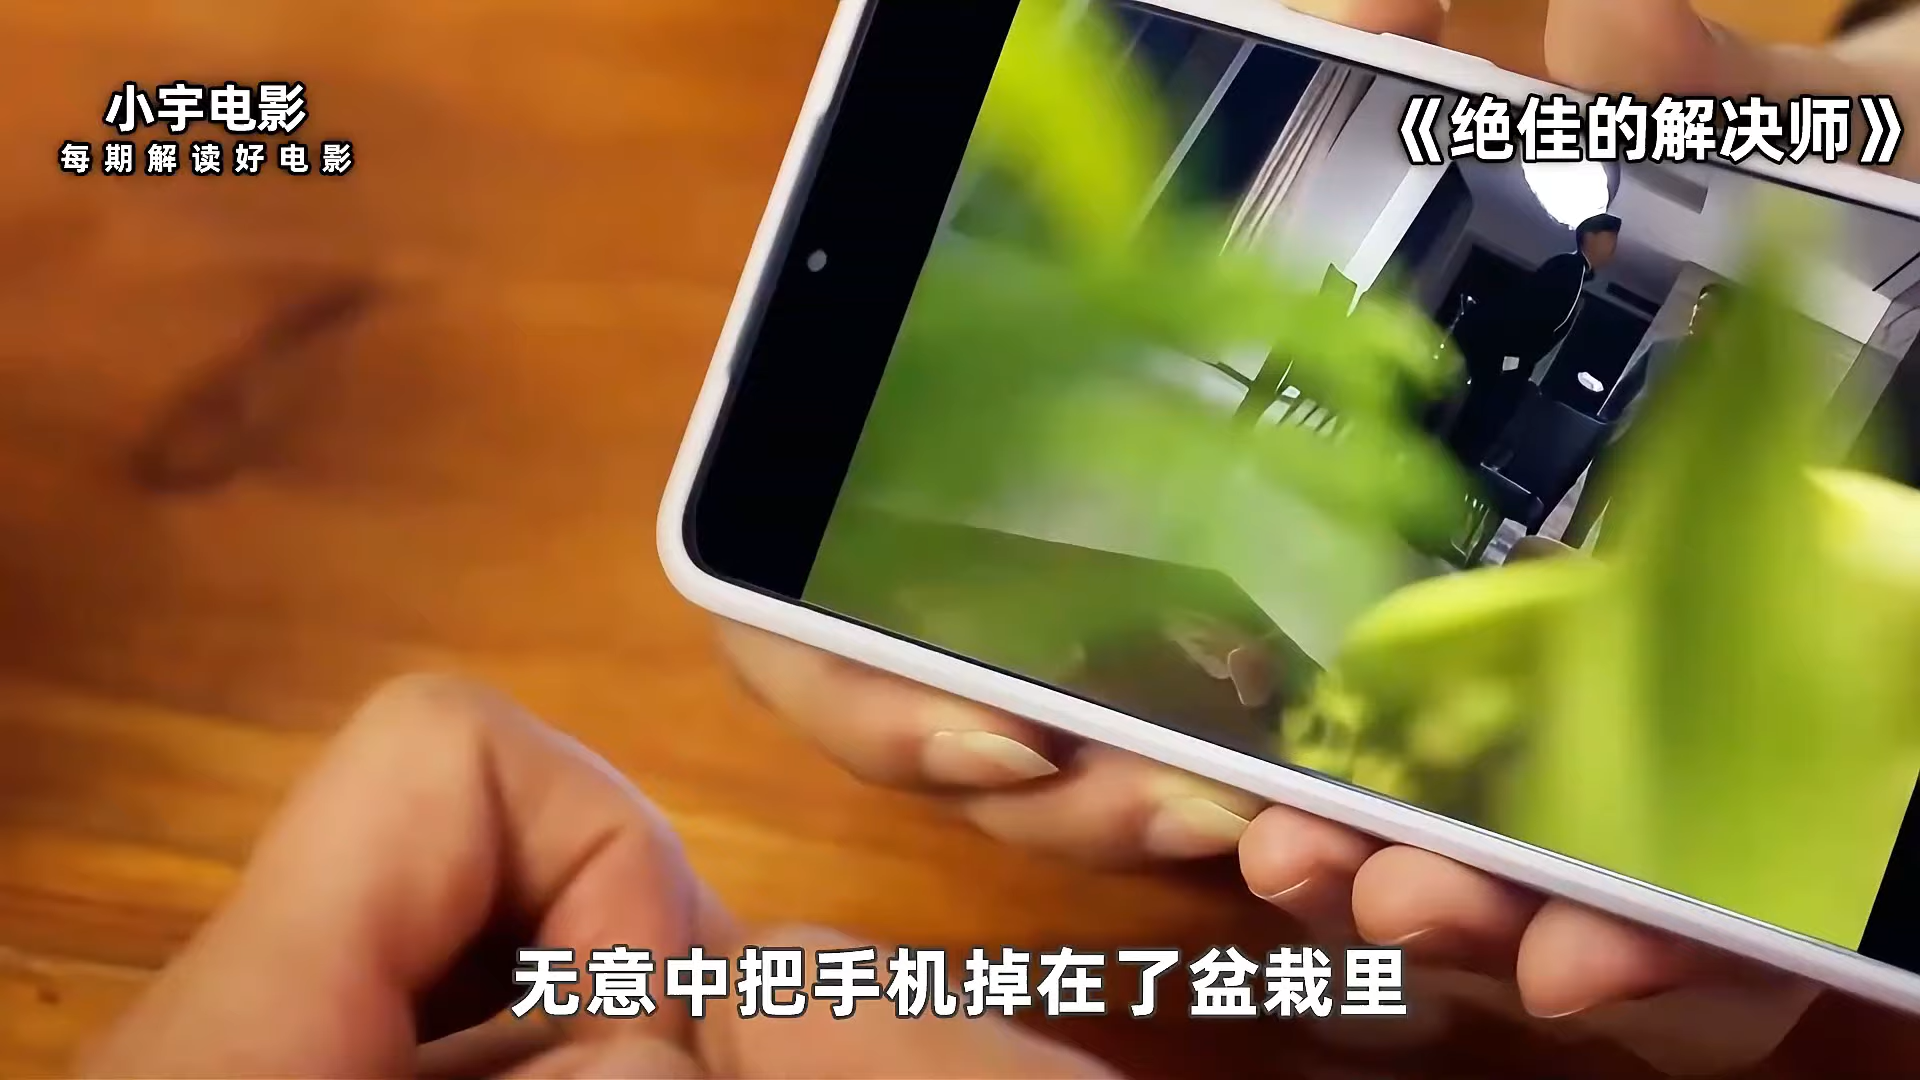 小宇电影
每期解读好电影
《绝佳的解决师》
无意中把手机掉在了盆栽里